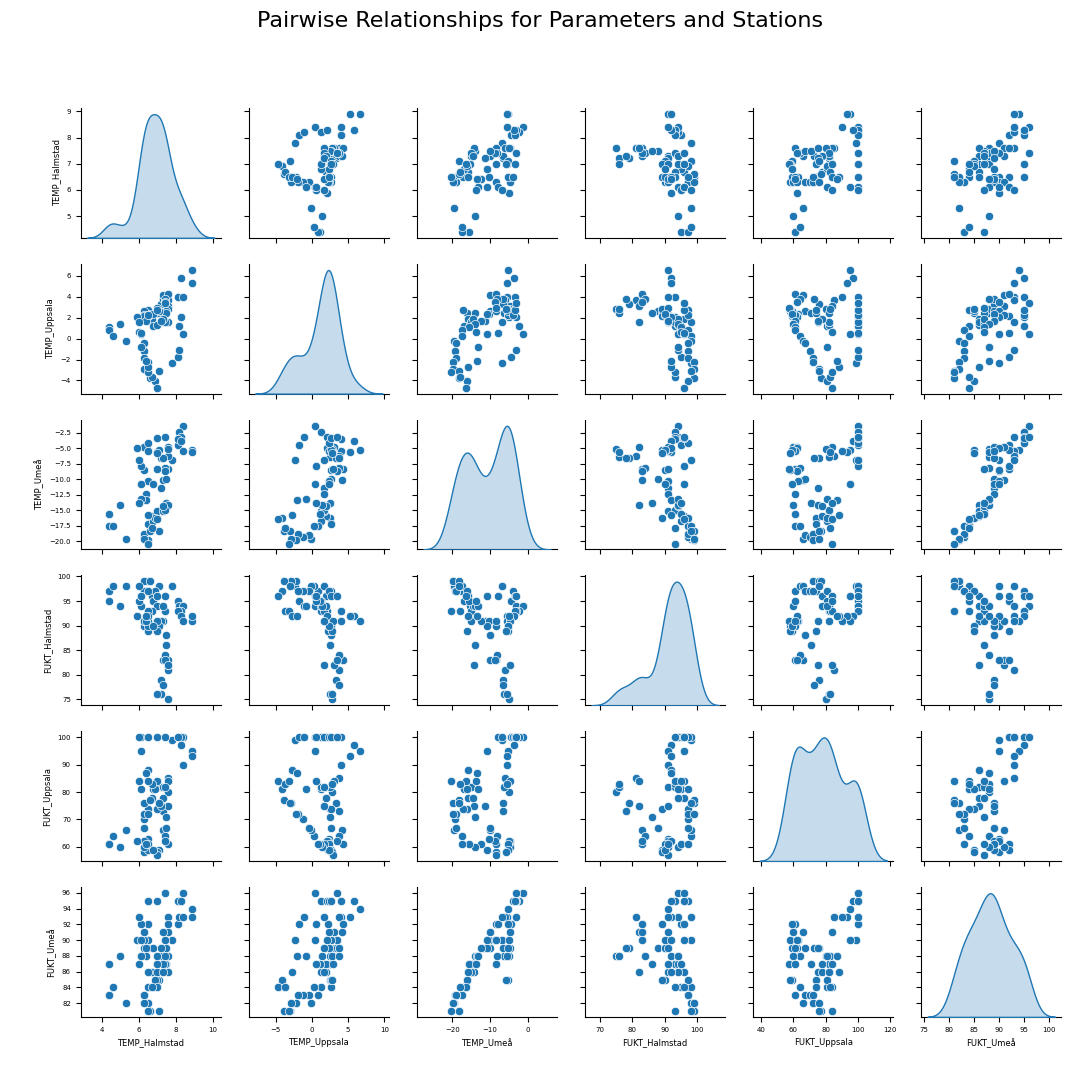 Pairwise Relationships for Parameters and Stations
9
8
7
6
5
TEMP_Halmstad
6
4
2
0
−2
−4
TEMP_Uppsala
−2.5
−5.0
−7.5
−10.0
−12.5
−15.0
−17.5
−20.0
TEMP_Umeå
100
95
90
85
80
75
FUKT_Halmstad
100
90
80
70
60
FUKT_Uppsala
96
94
92
90
88
86
84
82
FUKT_Umeå
4 6 8 10
−5 0 5 10
−20 −10 0
70 80 90 100
40 60 80 100 120
75 80 85 90 95 100
TEMP_Halmstad
TEMP_Uppsala
TEMP_Umeå
FUKT_Halmstad
FUKT_Uppsala
FUKT_Umeå